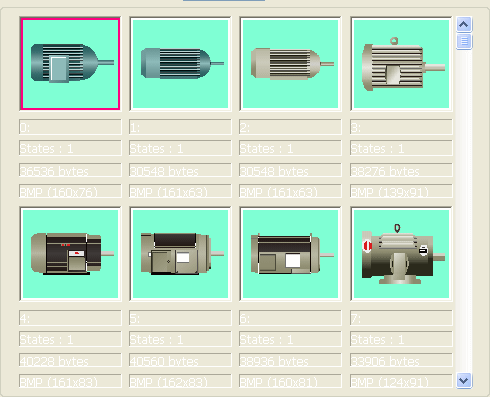 0: 1: 2: 3:
States : 1 States : 1 States : 1 States : 1
36536 bytes 30548 bytes 30548 bytes 38276 bytes
BMP (160x76) BMP (161x63) BMP (161x63) BMP (139x91)
4: 5: 6: 7:
States : 1 States : 1 States : 1 States : 1
40228 bytes 40560 bytes 38936 bytes 33906 bytes
BMP (161x83) BMP (162x83) BMP (160x81) BMP (124x91)